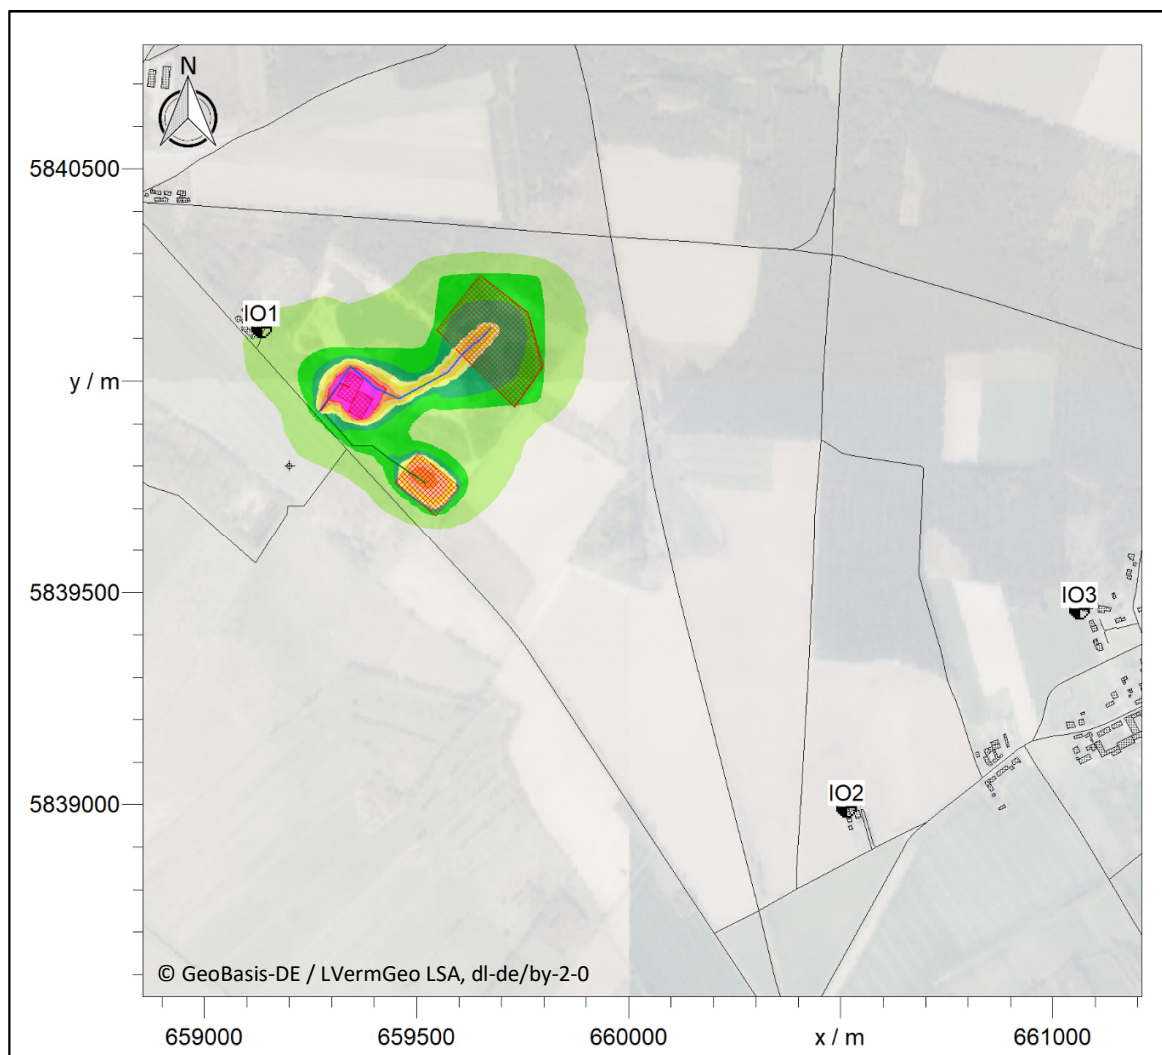 N
5840500
IO1
y / m
5839500
IO3
IO2
5839000
© GeoBasis-DE / LVermGeo LSA, dl-de/by-2-0
659000 659500 660000 x / m 661000